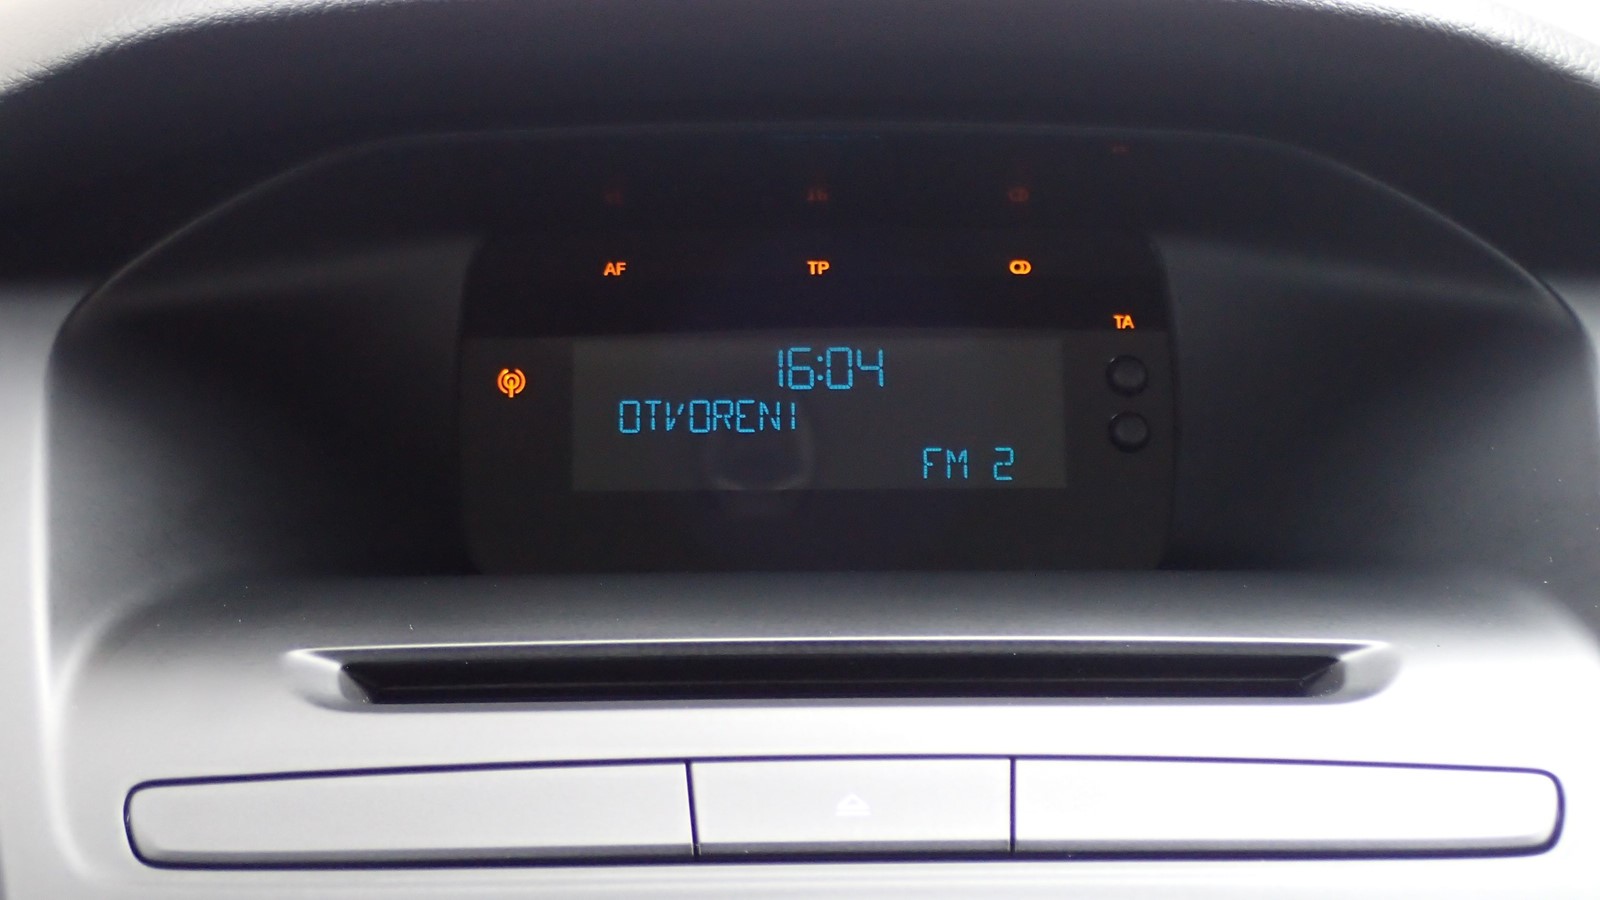 AF TP
TA
16:04
OTVORENI
FM 2